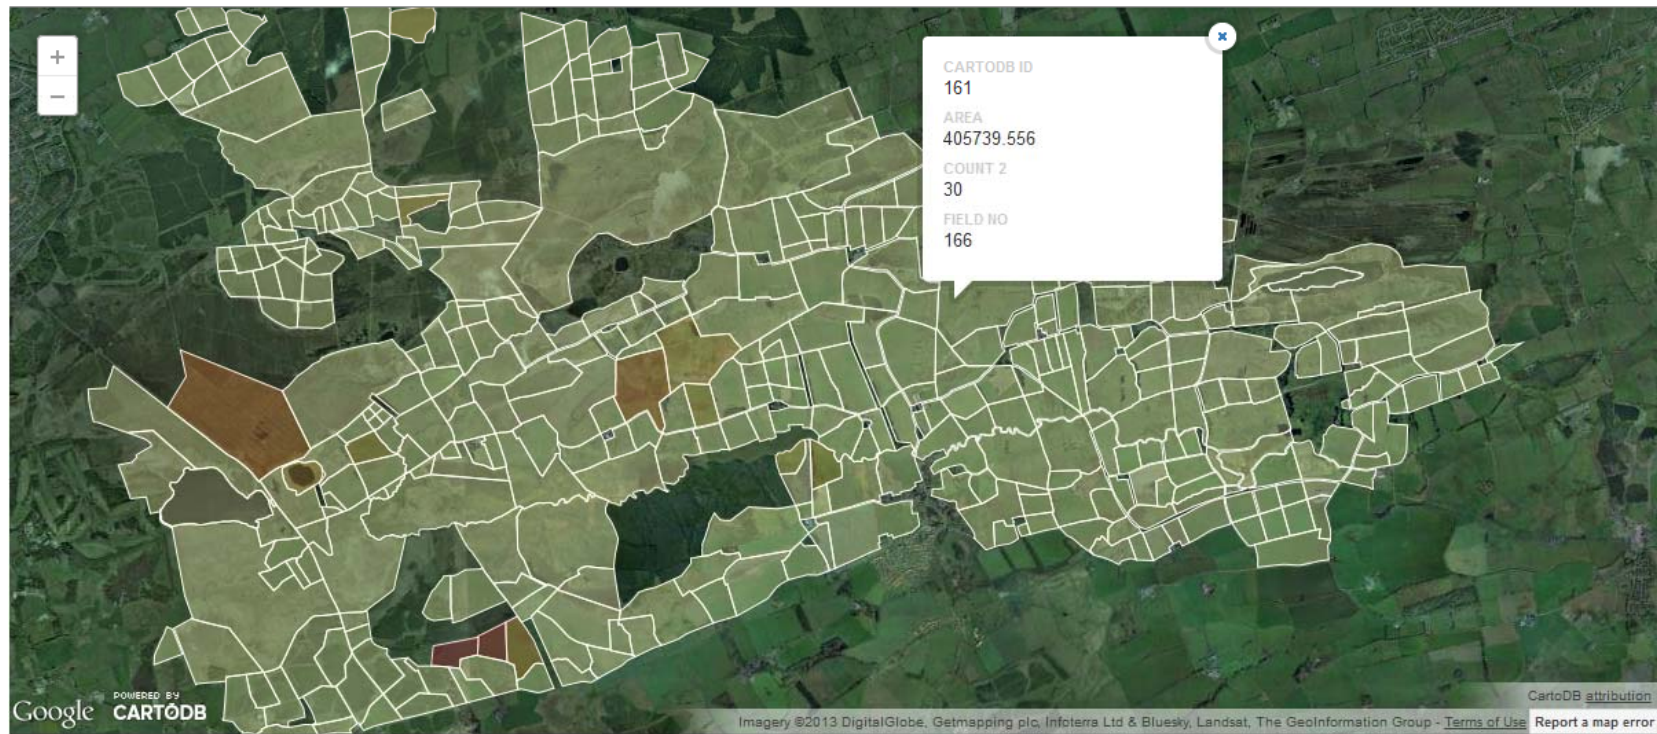 +
−
CARTODB ID
161
AREA
405739.556
COUNT 2
30
FIELD NO
166
Google
POWERED BY
CARTODB
CartoDB attribution
Imagery ©2013 DigitalGlobe, Getmapping plc, Infoterra Ltd & Bluesky, Landsat, The GeoInformation Group - Terms of Use
Report a map error